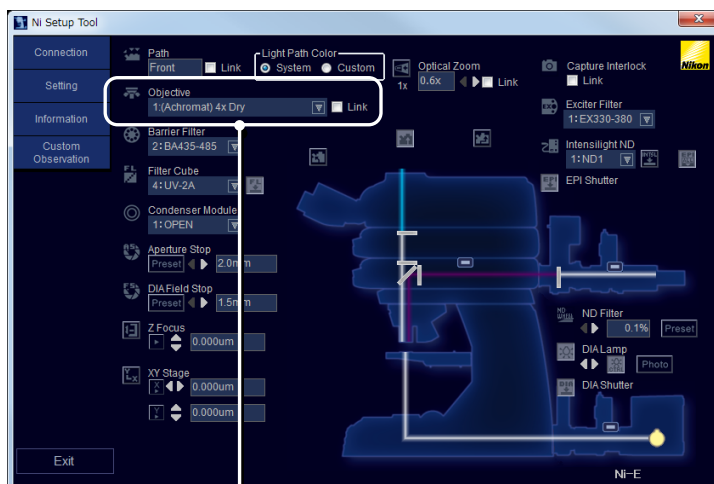 Ni Setup Tool
Connection
Setting
Information
Custom
Observation
Exit
Path
Front
Link
Light Path Color
System
Custom
Objective
1:(Achromat) 4x Dry
Link
Barrier Filter
2:BA435-485
Filter Cube
4:UV-2A
Condenser Module
1:OPEN
Aperture Stop
Preset
2.0mm
DIA Field Stop
Preset
1.5mm
Z Focus
0.000um
XY Stage
X
0.000um
Y
0.000um
1x
Optical Zoom
0.6x
Link
Capture Interlock
Link
Nikon
Exciter Filter
1:EX330-380
Intensilight ND
1:ND1
EPI Shutter
ND Filter
0.1%
Preset
DIA Lamp
Photo
DIA Shutter
Ni-E